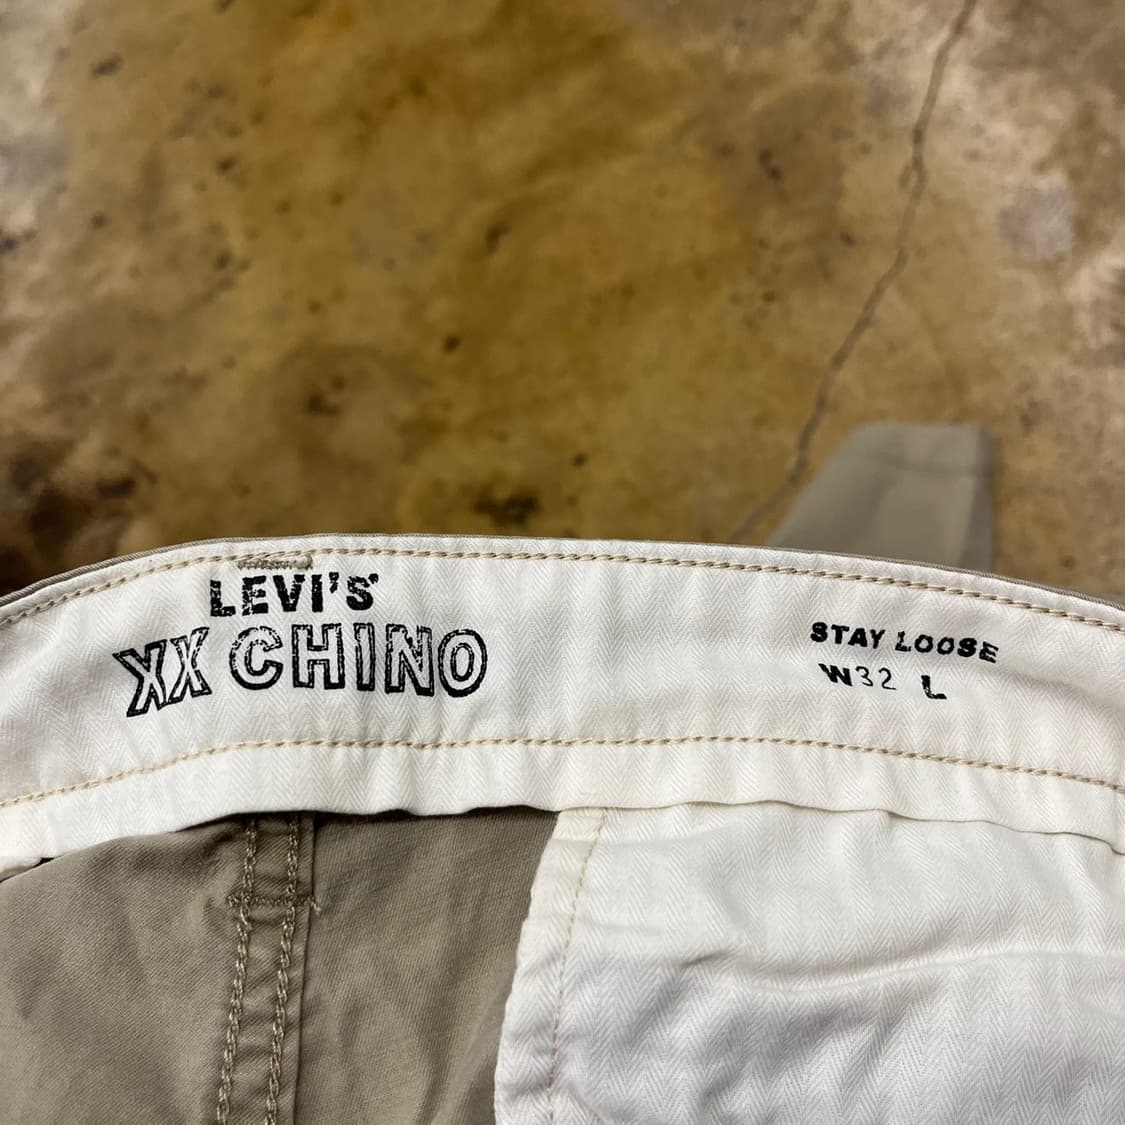 LEVI'S
XX CHINO
STAY LOOSE
W32 L